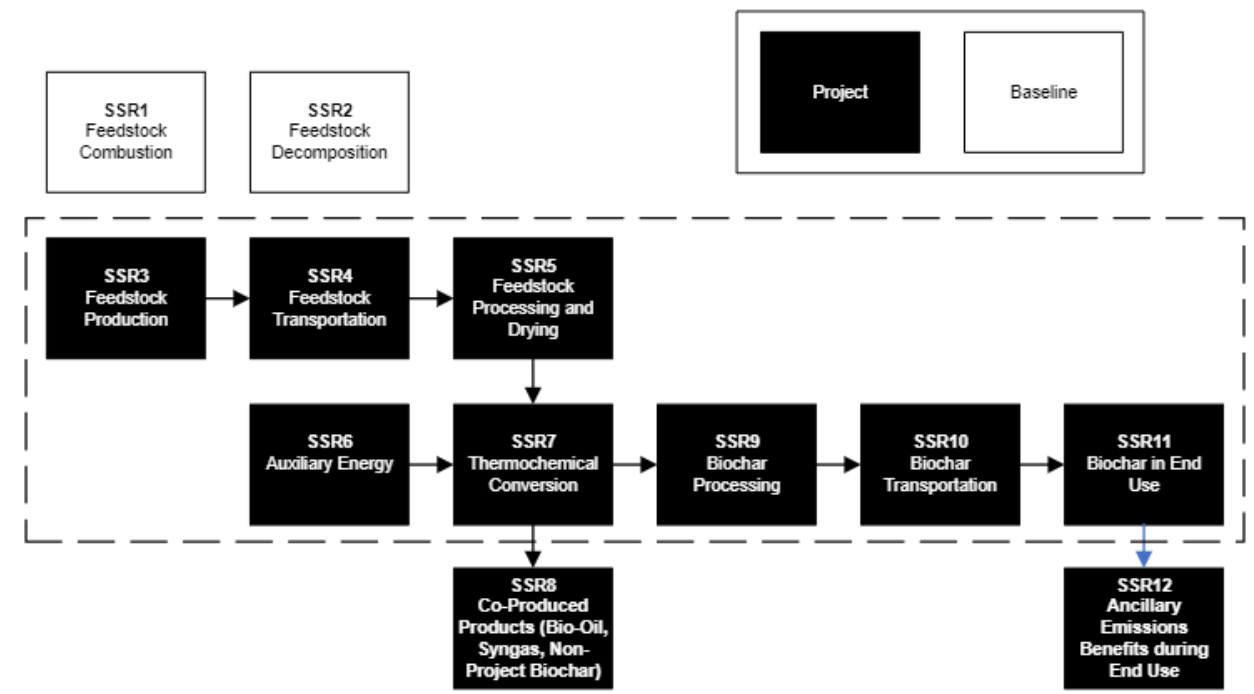 Project
Baseline
SSR1
Feedstock
Combustion
SSR2
Feedstock
Decomposition
SSR3
Feedstock
Production
SSR4
Feedstock
Transportation
SSR5
Feedstock
Processing and
Drying
SSR6
Auxiliary Energy
SSR7
Thermochemical
Conversion
SSR9
Biochar
Processing
SSR10
Biochar
Transportation
SSR11
Biochar in End
Use
SSR8
Co-Produced
Products (Bio-Oil,
Syngas, Non-
Project Biochar)
SSR12
Ancillary
Emissions
Benefits during
End Use